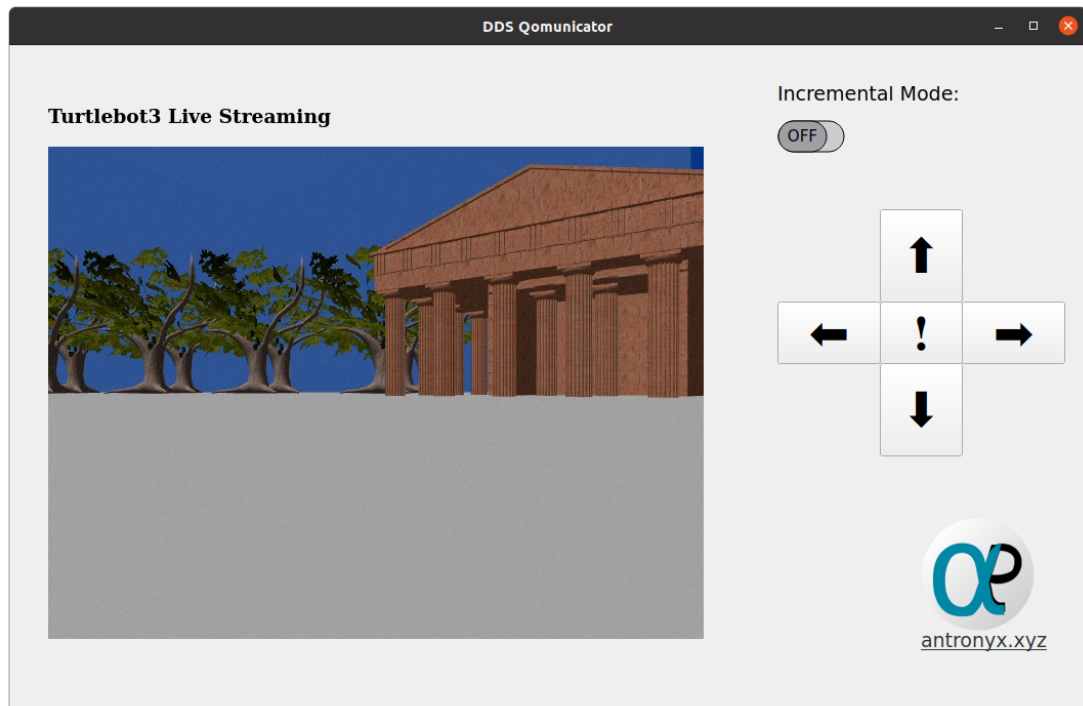 DDS Qomunicator
Turtlebot3 Live Streaming
Incremental Mode:
OFF
!
antronyx.xyz